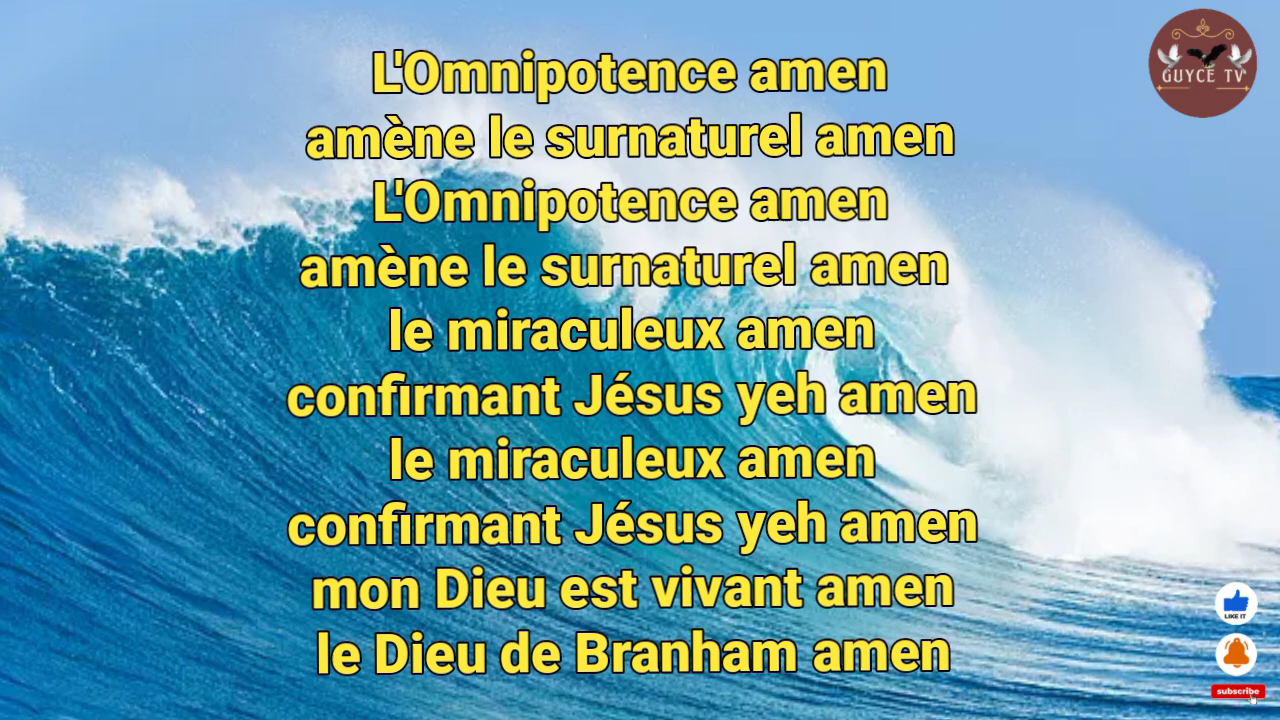 L'Omnipotence amen
amène le surnaturel amen
L'Omnipotence amen
amène le surnaturel amen
le miraculeux amen
confirmant Jésus yeh amen
le miraculeux amen
confirmant Jésus yeh amen
mon Dieu est vivant amen
le Dieu de Branham amen
GUYCE TV
LIKE IT
subscribe